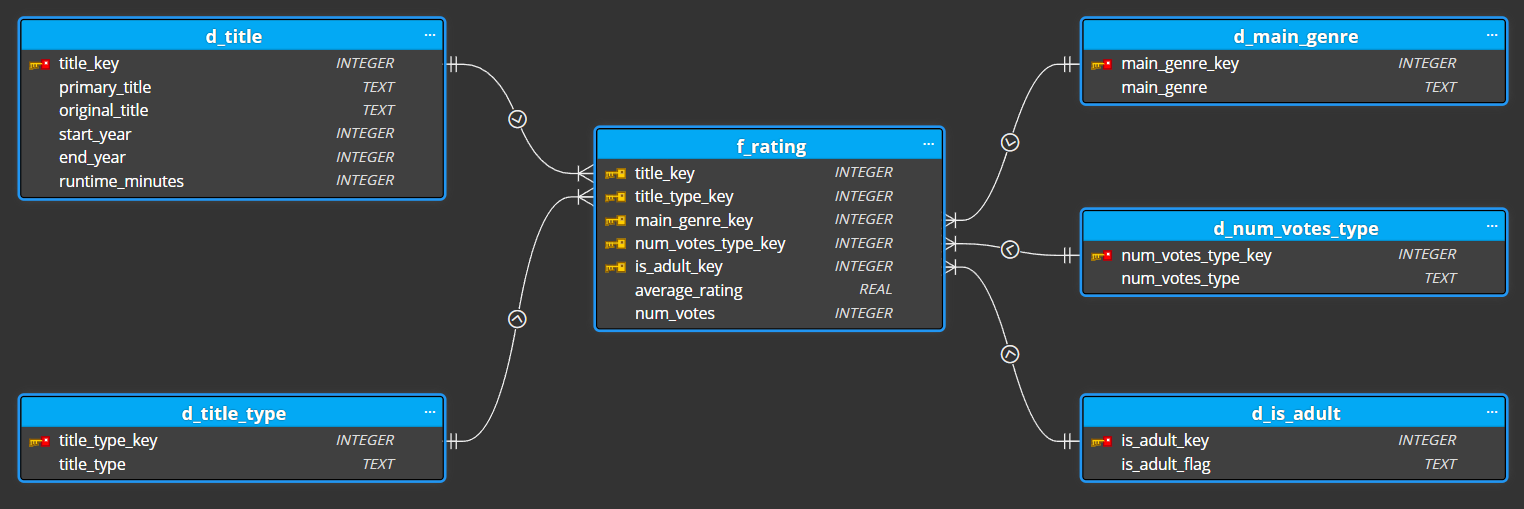 d_title ...
title_key INTEGER
primary_title TEXT
original_title TEXT
start_year INTEGER
end_year INTEGER
runtime_minutes INTEGER
d_title_type ...
title_type_key INTEGER
title_type TEXT
f_rating ...
title_key INTEGER
title_type_key INTEGER
main_genre_key INTEGER
num_votes_type_key INTEGER
is_adult_key INTEGER
average_rating REAL
num_votes INTEGER
d_main_genre ...
main_genre_key INTEGER
main_genre TEXT
d_num_votes_type ...
num_votes_type_key INTEGER
num_votes_type TEXT
d_is_adult ...
is_adult_key INTEGER
is_adult_flag TEXT